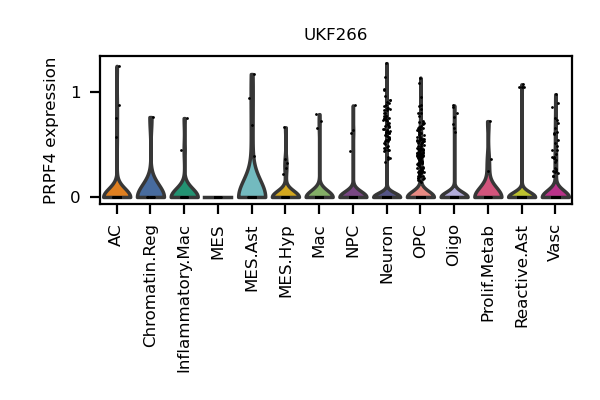 UKF266
PRPF4 expression
1
0
AC
Chromatin.Reg
Inflammatory.Mac
MES
MES.Ast
MES.Hyp
Mac
NPC
Neuron
OPC
Oligo
Prolif.Metab
Reactive.Ast
Vasc